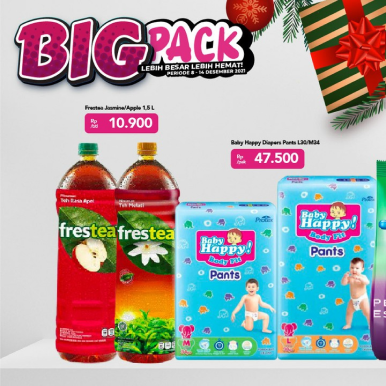 BIG PACK
LEBIH BESAR LEBIH HEMAT!
PERIODE 8 - 14 DESEMBER 2021
Frestea Jasmine/Apple 1,5 L
Rp 10.900
Baby Happy Diapers Pants L30/M34
Rp 47.500
Teh Rasa Apel
Teh Melati
frestea
frestea
Baby Happy!
Body Fit
Pants
M
Baby Happy!
Body Fit
Pants
L